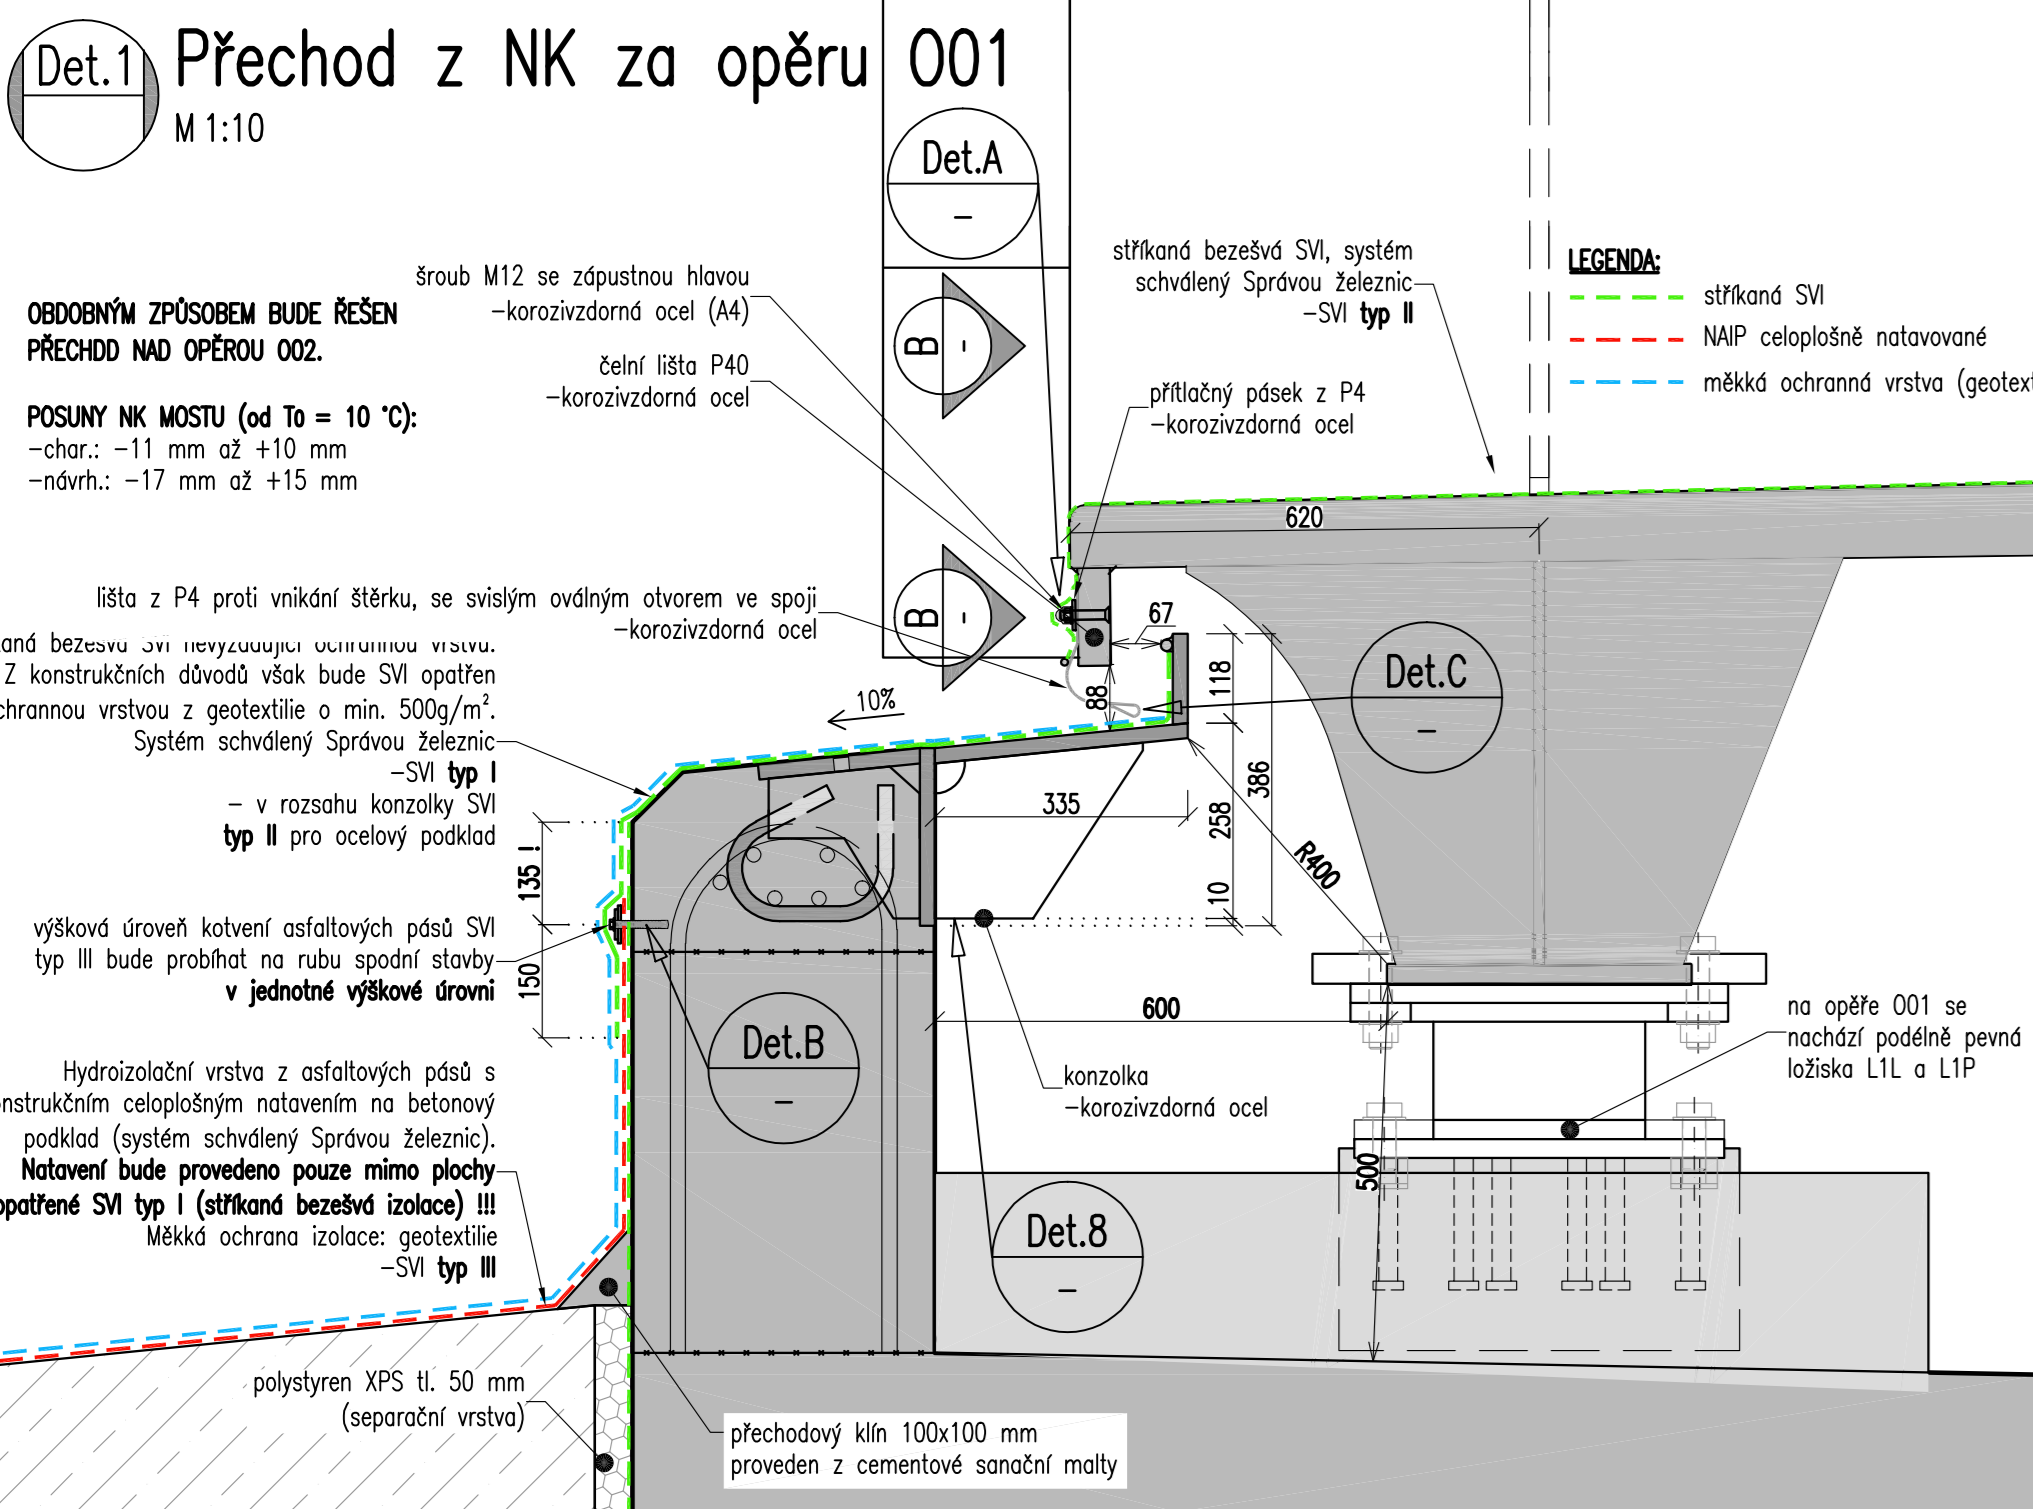 Det.1
Přechod z NK za opěru O01
M 1:10
Det.A
–
OBDOBNÝM ZPŮSOBEM BUDE ŘEŠEN
PŘECHDD NAD OPĚROU O02.
POSUNY NK MOSTU (od To = 10 °C):
–char.: –11 mm až +10 mm
–návrh.: –17 mm až +15 mm
šroub M12 se zápustnou hlavou
–korozivzdorná ocel (A4)
čelní lišta P40
–korozivzdorná ocel
B
–
stříkaná bezešvá SVI, systém
schválený Správou železnic
–SVI typ II
přítlačný pásek z P4
–korozivzdorná ocel
LEGENDA:
stříkaná SVI
NAIP celoplošně natavované
měkká ochranná vrstva
620
lišta z P4 proti vnikání štěrku, se svislým oválným otvorem ve spoji
–korozivzdorná ocel
B
–
67
88
118
386
258
10
335
R400
10%
Det.C
–
bezešvá SVI nevyžadující ochrannou vrstvu.
Z konstrukčních důvodů však bude SVI opatřen
vrstvou z geotextilie o min. 500g/m².
Systém schválený Správou železnic
–SVI typ I
– v rozsahu konzolky SVI
typ II pro ocelový podklad
135 !
150
výšková úroveň kotvení asfaltových pásů SVI
typ III bude probíhat na rubu spodní stavby
v jednotné výškové úrovni
Det.B
–
600
konzolka
–korozivzdorná ocel
na opěře O01 se
nachází podélně pevná
ložiska L1L a L1P
500
Hydroizolační vrstva z asfaltových pásů s
celoplošným natavením na betonový
podklad (systém schválený Správou železnic).
Natavení bude provedeno pouze mimo plochy
opatřené SVI typ I (stříkaná bezešvá izolace) !!!
Měkká ochrana izolace: geotextilie
–SVI typ III
Det.8
–
polystyren XPS tl. 50 mm
(separační vrstva)
přechodový klín 100x100 mm
proveden z cementové sanační malty